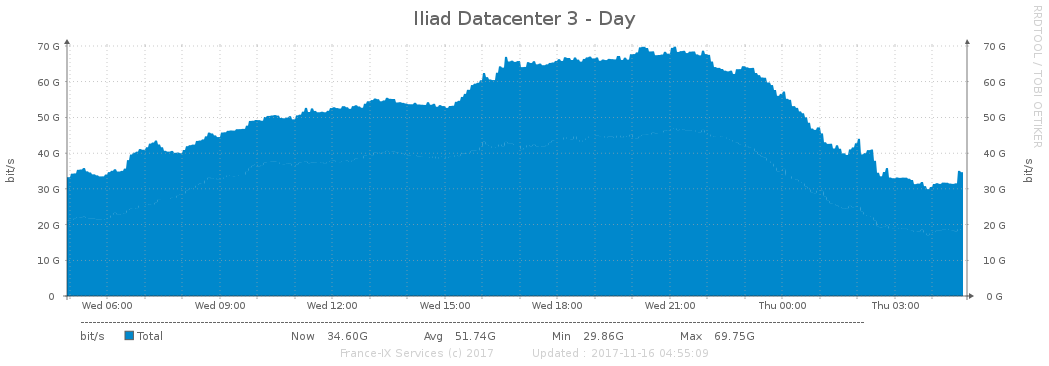 Iliad Datacenter 3 - Day
RRDTOOL / TOBI OETIKER
70 G 70 G
60 G 60 G
50 G 50 G
40 G 40 G
30 G 30 G
20 G 20 G
10 G 10 G
0 0 G
bit/s
bit/s
Wed 06:00 Wed 09:00 Wed 12:00 Wed 15:00 Wed 18:00 Wed 21:00 Thu 00:00 Thu 03:00
bit/s Total Now 34.60G Avg 51.74G Min 29.86G Max 69.75G
France-IX Services (c) 2017 Updated : 2017-11-16 04:55:09